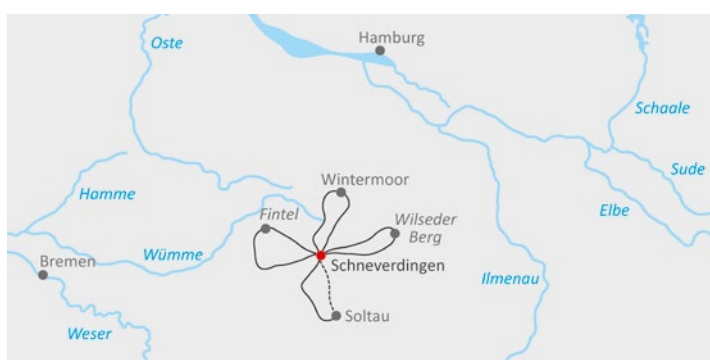 Oste
Hamburg
Schaale
Hamme
Wintermoor
Sude
Fintel
Wilseder
Berg
Elbe
Wümme
Bremen
Schneverdingen
Ilmenau
Soltau
Weser